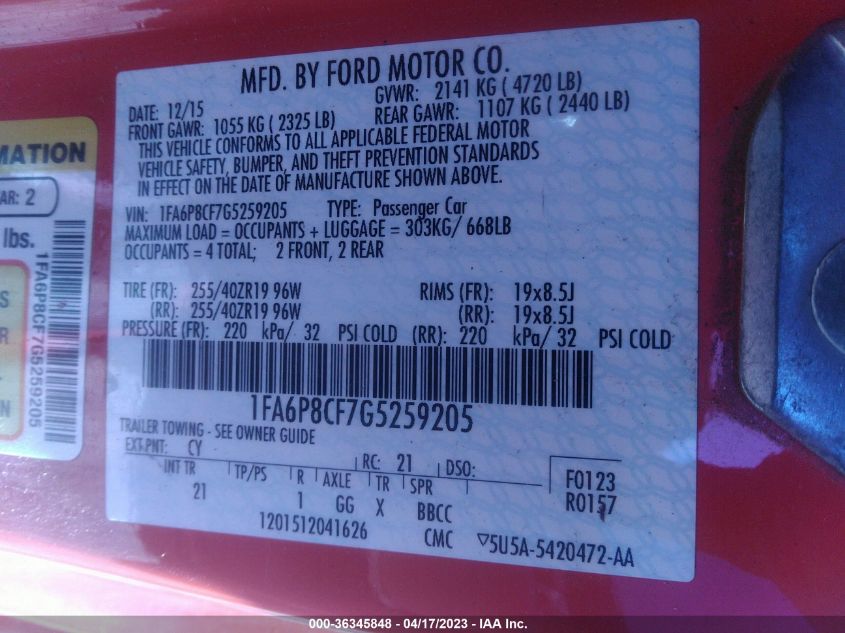 MFD. BY FORD MOTOR CO.
DATE: 12/15 GVWR: 2141 KG ( 4720 LB)
FRONT GAWR: 1055 KG ( 2325 LB) REAR GAWR: 1107 KG ( 2440 LB)
THIS VEHICLE CONFORMS TO ALL APPLICABLE FEDERAL MOTOR
VEHICLE SAFETY, BUMPER, AND THEFT PREVENTION STANDARDS
IN EFFECT ON THE DATE OF MANUFACTURE SHOWN ABOVE.
VIN: 1FA6P8CF7G5259205 TYPE: Passenger Car
MAXIMUM LOAD = OCCUPANTS + LUGGAGE = 303KG/ 668LB
OCCUPANTS = 4 TOTAL; 2 FRONT, 2 REAR
TIRE (FR): 255/40ZR19 96W RIMS (FR): 19x8.5J
(RR): 255/40ZR19 96W (RR): 19x8.5J
PRESSURE (FR): 220 kPa/ 32 PSI COLD (RR): 220 kPa/ 32 PSI COLD
1FA6P8CF7G5259205
TRAILER TOWING - SEE OWNER GUIDE
EXT PNT: CY RC: 21 DSO:
INT TR TP/PS R AXLE TR SPR F0123
21 1 GG X BBCC R0157
1201512041626 CMC ▽5U5A-5420472-AA
MATION
AR: 2
lbs.
1FA6P8CF7G5259205
S
R
N
000-36345848 - 04/17/2023 - IAA Inc.